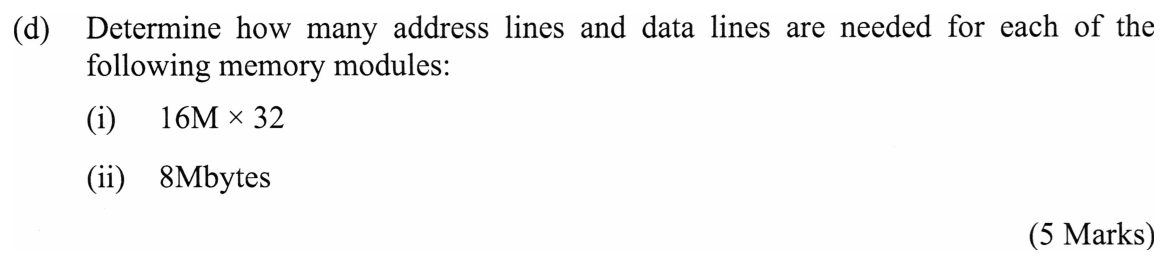 (d) Determine how many address lines and data lines are needed for each of the
following memory modules:
(i) 16M × 32
(ii) 8Mbytes
(5 Marks)